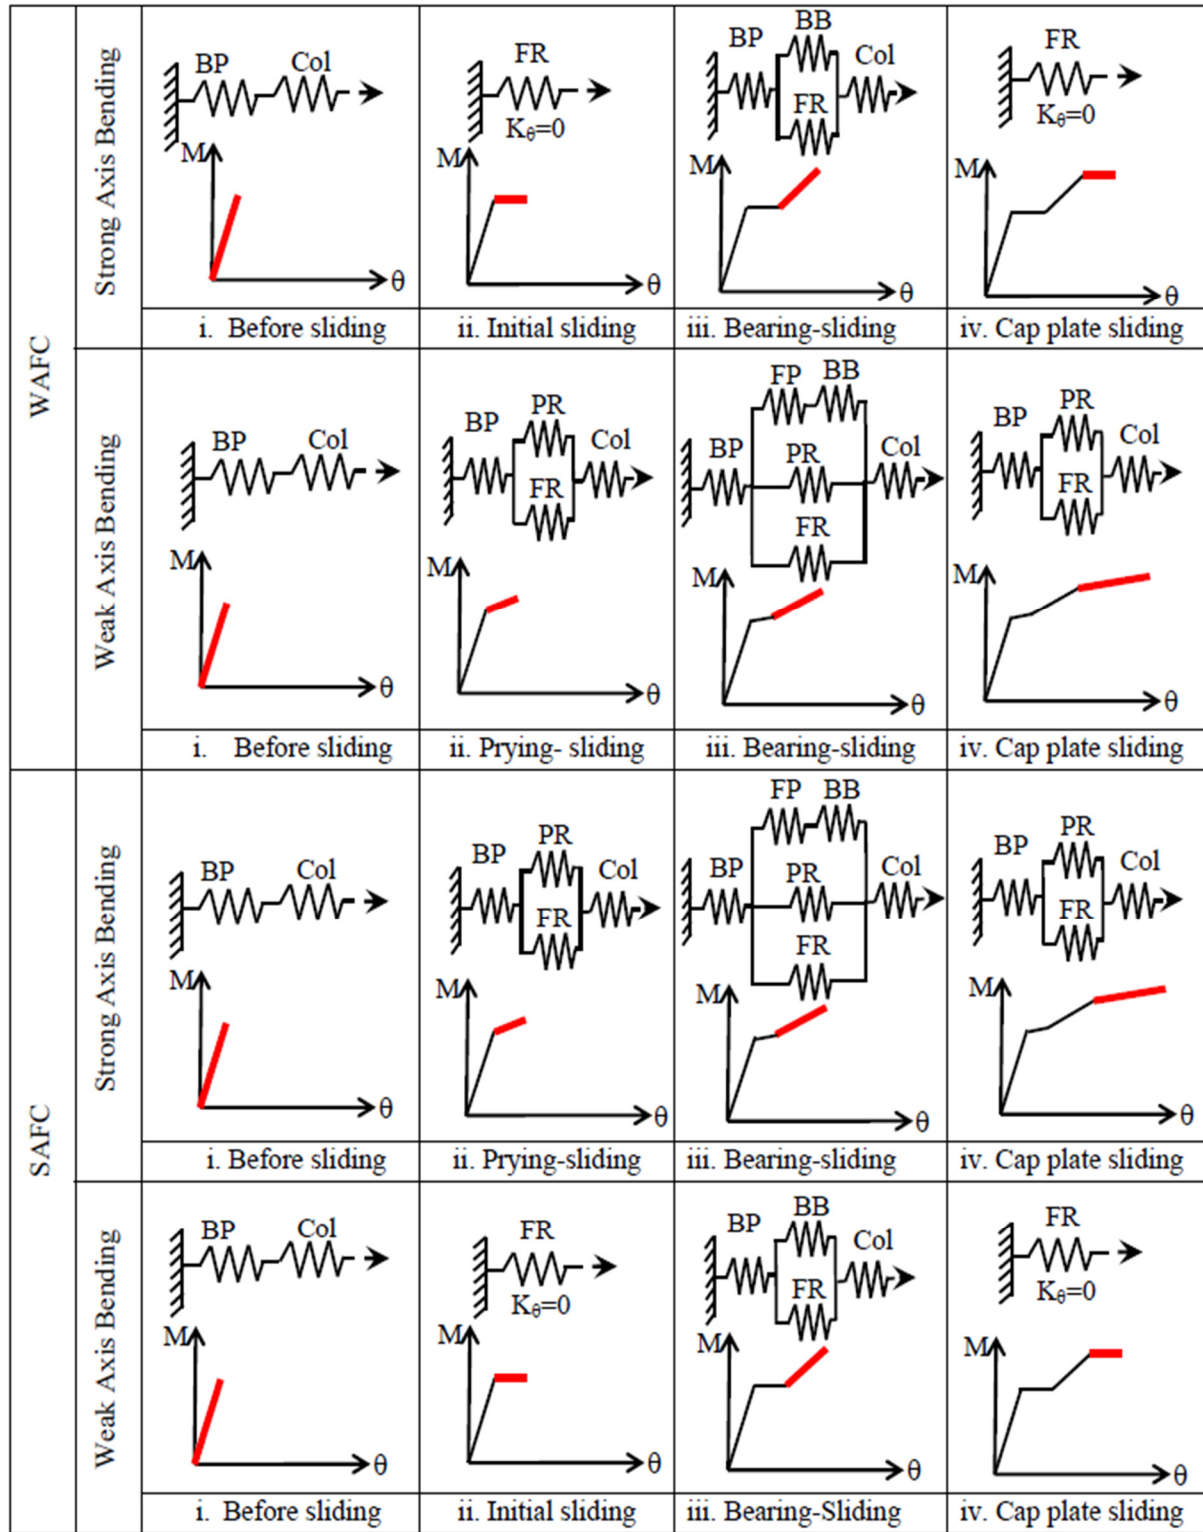 WAFC
Strong Axis Bending
BP Col
M
θ
i. Before sliding
FR
Kθ=0
M
θ
ii. Initial sliding
BB
BP Col
FR
M
θ
iii. Bearing-sliding
FR
Kθ=0
M
θ
iv. Cap plate sliding
Weak Axis Bending
BP Col
M
θ
i. Before sliding
PR
BP Col
FR
M
θ
ii. Prying- sliding
FP BB
BP PR Col
FR
M
θ
iii. Bearing-sliding
PR
BP Col
FR
M
θ
iv. Cap plate sliding
SAFC
Strong Axis Bending
BP Col
M
θ
i. Before sliding
PR
BP Col
FR
M
θ
ii. Prying-sliding
FP BB
BP PR Col
FR
M
θ
iii. Bearing-sliding
PR
BP Col
FR
M
θ
iv. Cap plate sliding
Weak Axis Bending
BP Col
M
θ
i. Before sliding
FR
Kθ=0
M
θ
ii. Initial sliding
BB
BP Col
FR
M
θ
iii. Bearing-Sliding
FR
Kθ=0
M
θ
iv. Cap plate sliding